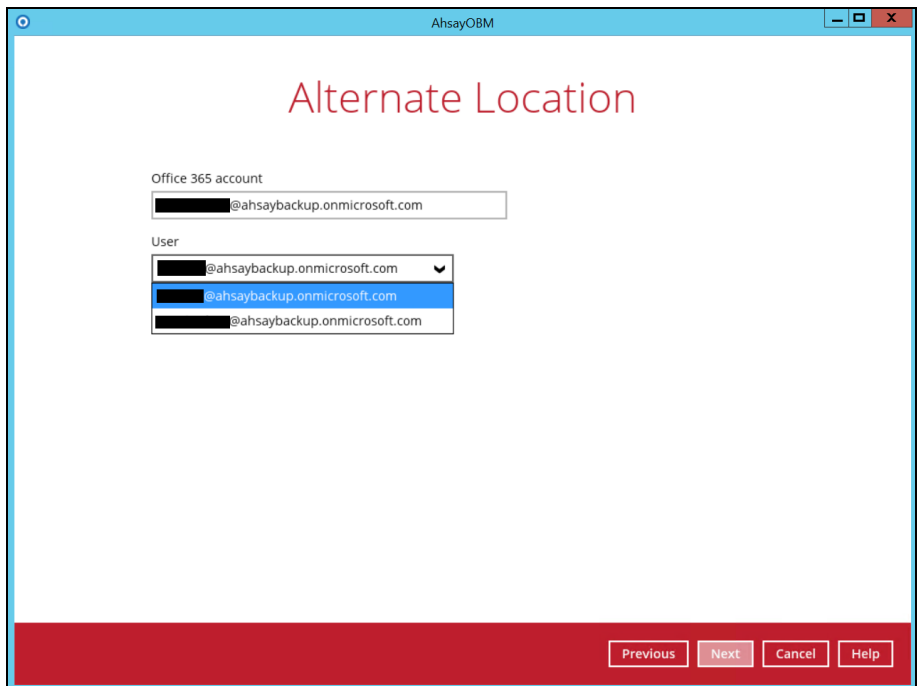 AhsayOBM
Alternate Location
Office 365 account
@ahsaybackup.onmicrosoft.com
User
@ahsaybackup.onmicrosoft.com
@ahsaybackup.onmicrosoft.com
@ahsaybackup.onmicrosoft.com
Previous Next Cancel Help